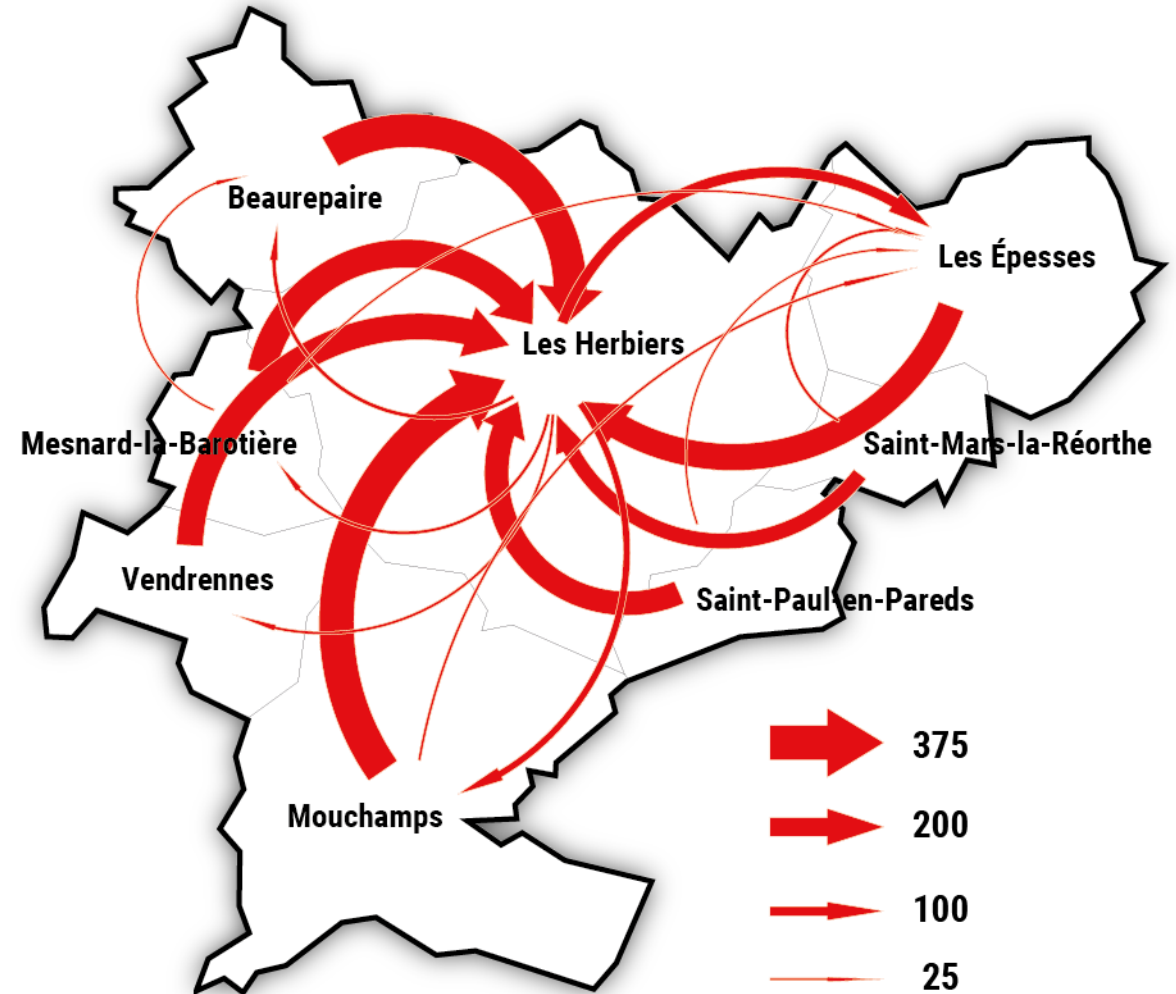 Beaurepaire
Les Épesses
Les Herbiers
Mesnard-la-Barotière
Saint-Mars-la-Réorthe
Vendrennes
Saint-Paul-en-Pareds
Mouchamps
375
200
100
25